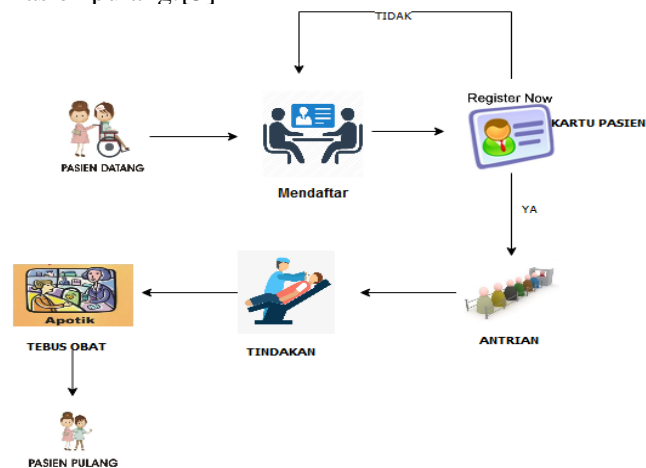 TIDAK
Register Now
KARTU PASIEN
PASIEN DATANG
Mendaftar
YA
Apotik
TEBUS OBAT
TINDAKAN
ANTRIAN
PASIEN PULANG